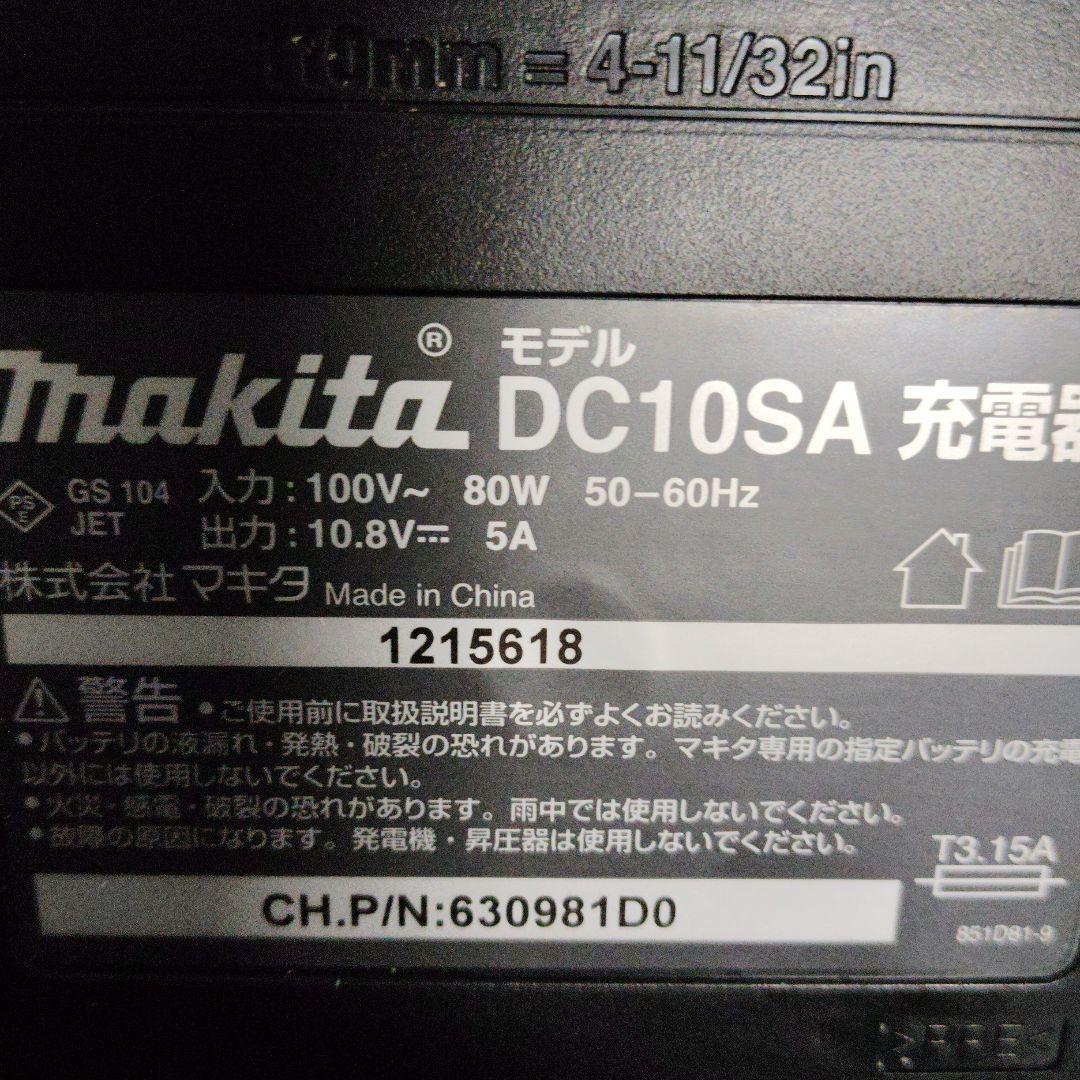 110mm = 4-11/32in
makita® モデル
DC10SA 充電器
PS E GS 104 入力:100V~ 80W 50-60Hz
JET 出力:10.8V⎓ 5A
株式会社マキタ Made in China
1215618
警告 •ご使用前に取扱説明書を必ずよくお読みください。
•バッテリの液漏れ・発熱・破裂の恐れがあります。マキタ専用の指定バッテリの充電
以外には使用しないでください。
•火災・感電・破裂の恐れがあります。雨中では使用しないでください。
•故障の原因になります。発電機・昇圧器は使用しないでください。
T3.15A
CH.P/N:630981D0
851D81-9